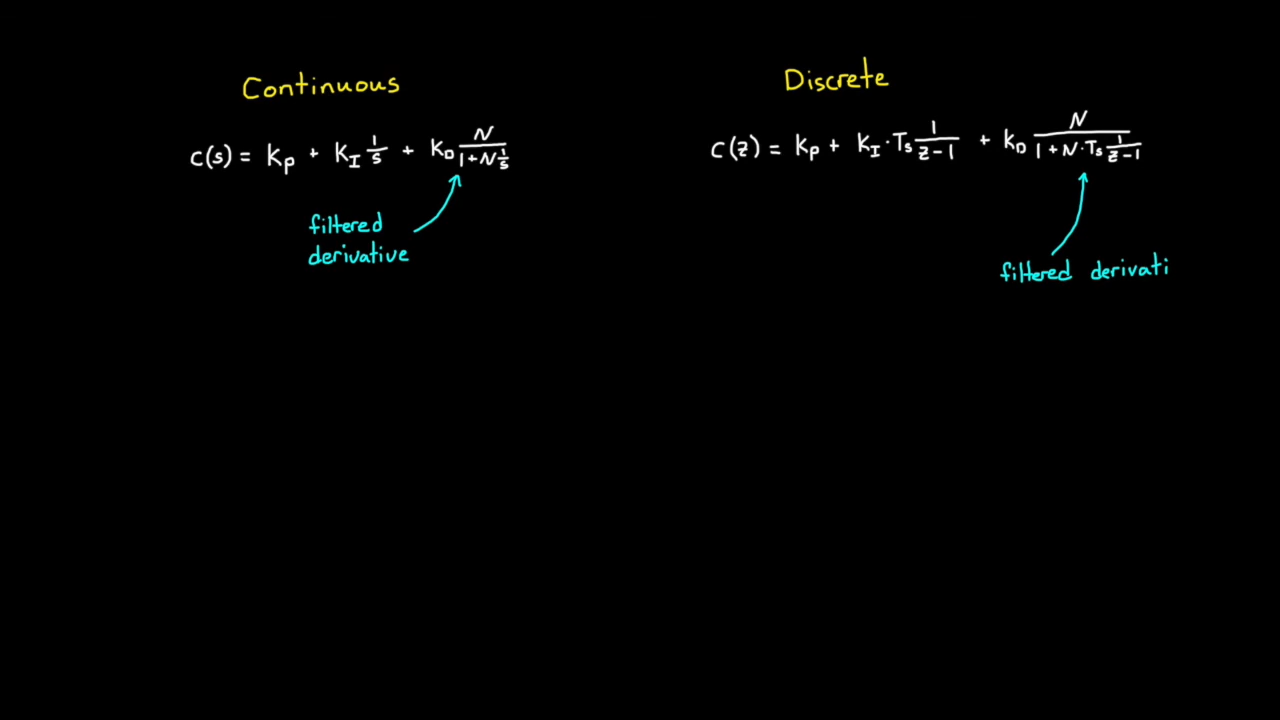 Continuous
C(s) = Kp + KI 1/s + KD N/(1+N 1/s)
filtered
derivative
Discrete
C(z) = Kp + KI · Ts 1/(z-1) + KD N/(1 + N · Ts 1/(z-1))
filtered derivati